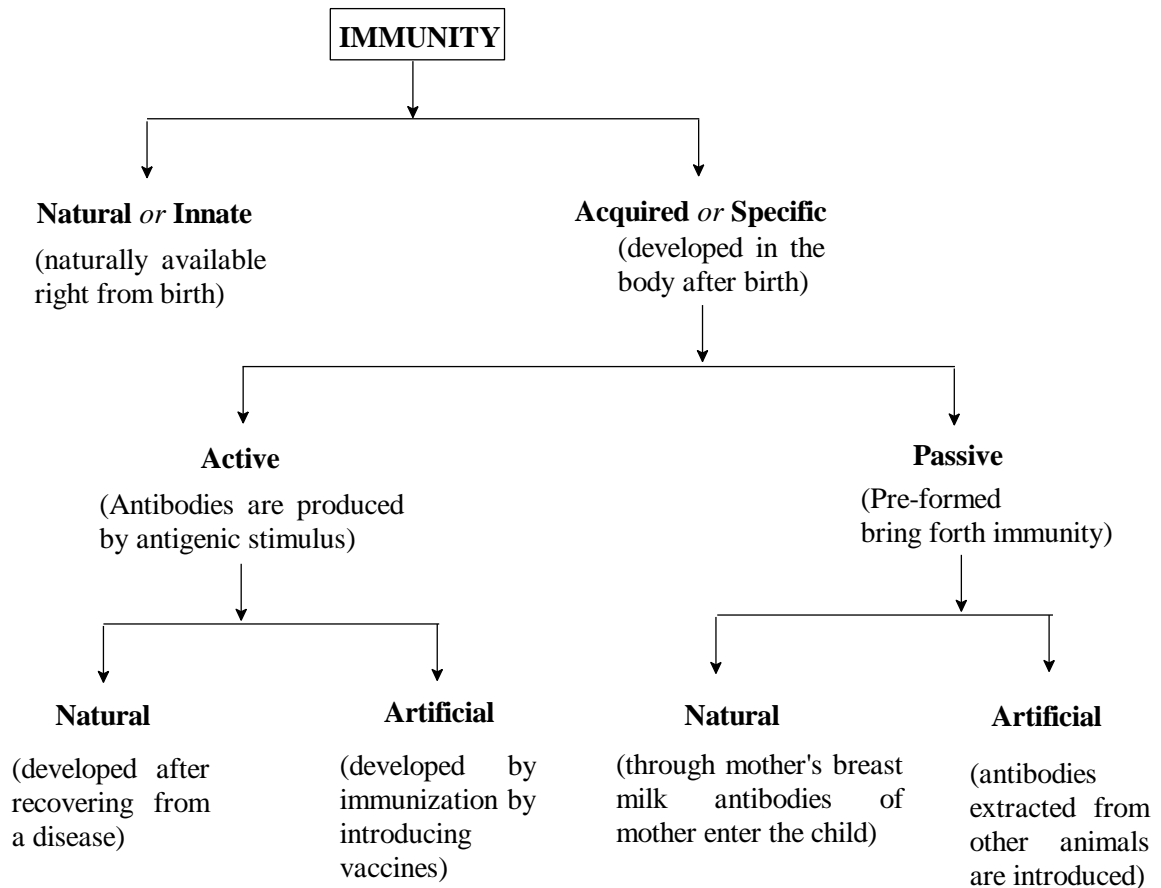 IMMUNITY
Natural or Innate
(naturally available
right from birth)
Acquired or Specific
(developed in the
body after birth)
Active
(Antibodies are produced
by antigenic stimulus)
Passive
(Pre-formed
bring forth immunity)
Natural
(developed after
recovering from
a disease)
Artificial
(developed by
immunization by
introducing
vaccines)
Natural
(through mother's breast
milk antibodies of
mother enter the child)
Artificial
(antibodies
extracted from
other animals
are introduced)